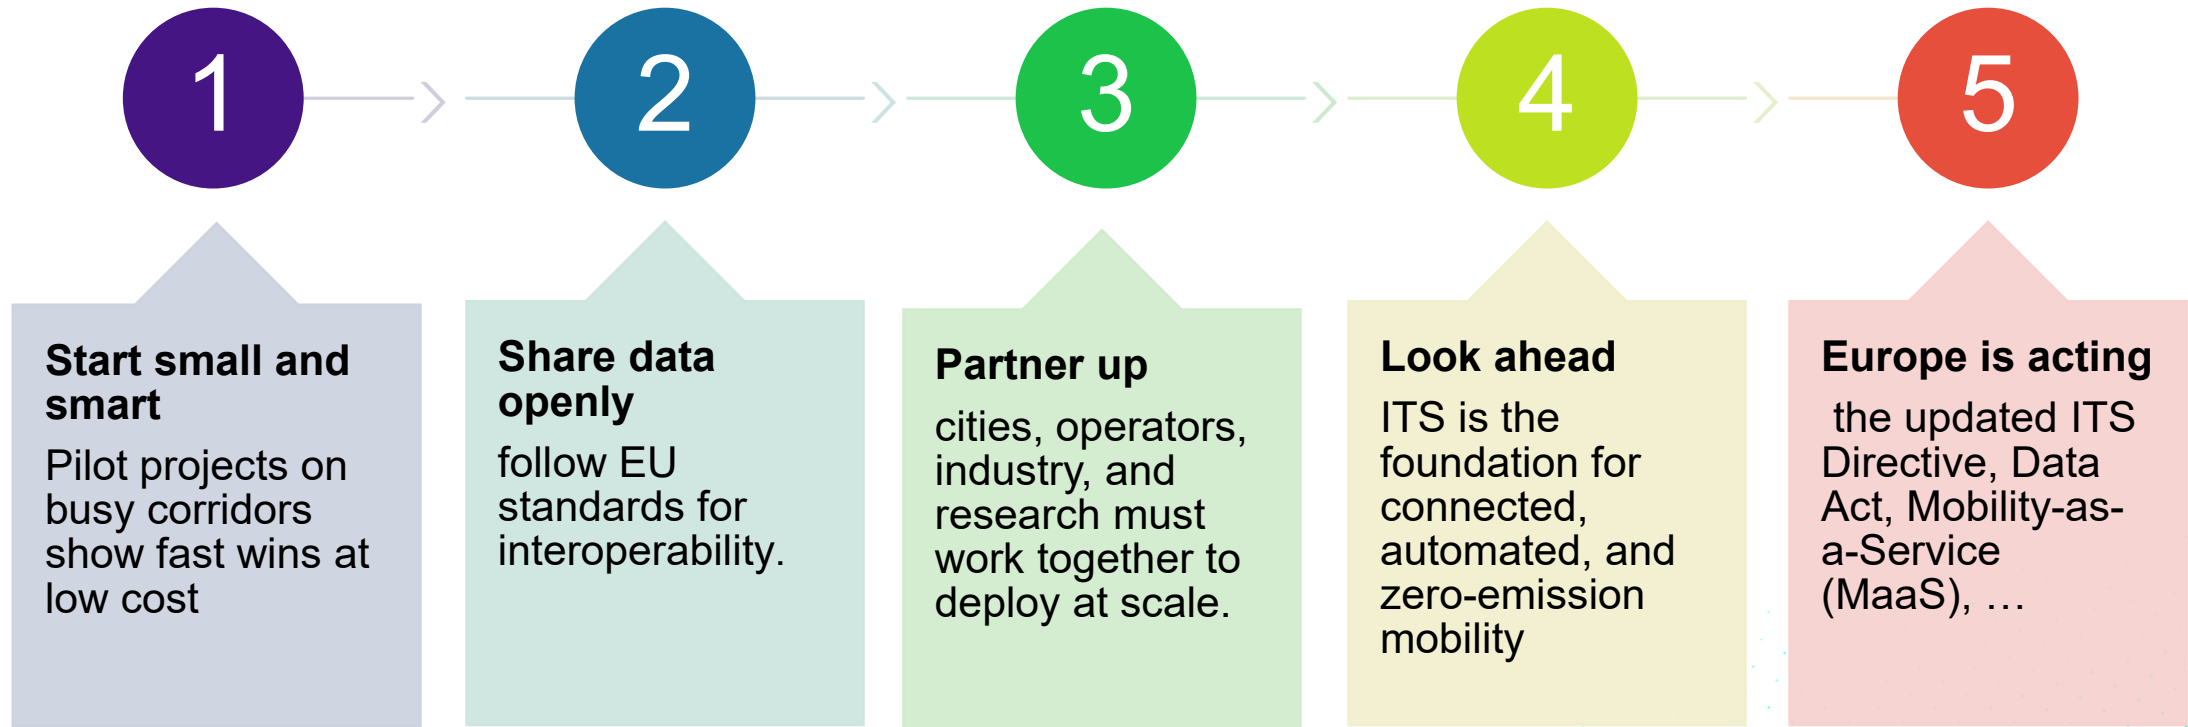 1
2
3
4
5
Start small and
smart
Pilot projects on
busy corridors
show fast wins at
low cost
Share data
openly
follow EU
standards for
interoperability.
Partner up
cities, operators,
industry, and
research must
work together to
deploy at scale.
Look ahead
ITS is the
foundation for
connected,
automated, and
zero-emission
mobility
Europe is acting
the updated ITS
Directive, Data
Act, Mobility-as-
a-Service
(MaaS), …